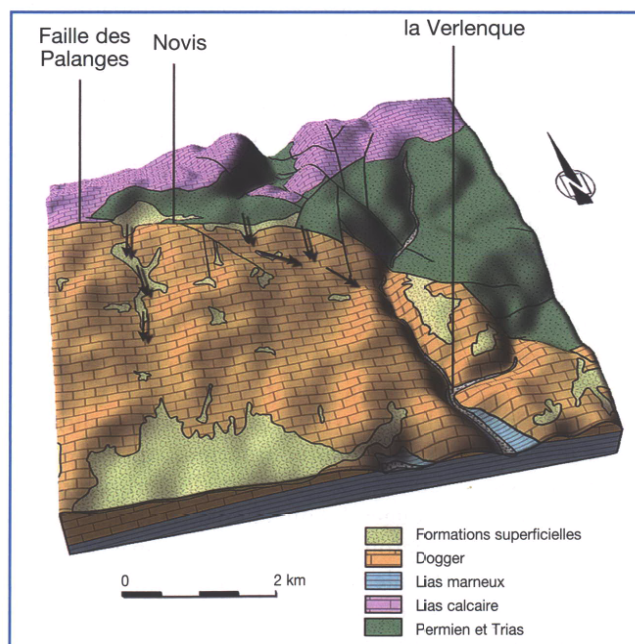 Faille des
Palanges
Novis
la Verlenque
N
Formations superficielles
Dogger
Lias marneux
Lias calcaire
Permien et Trias
0 2 km